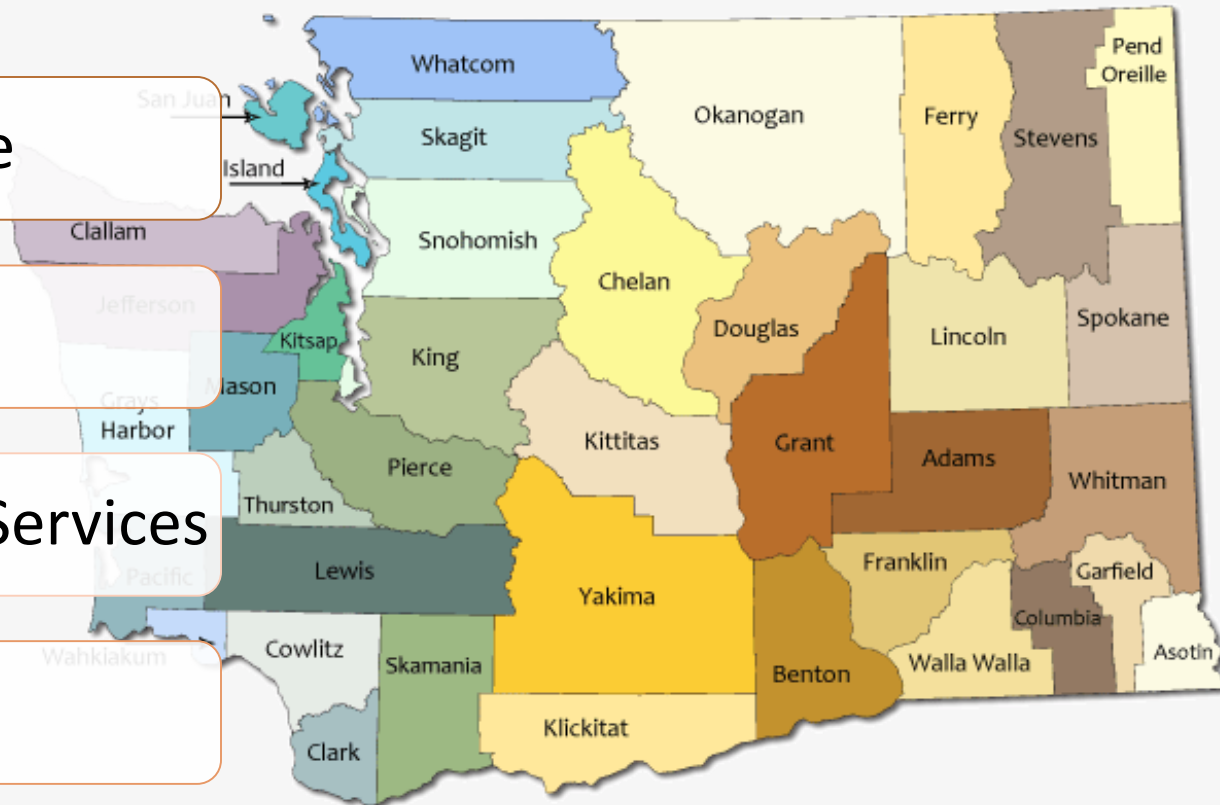 Whatcom
Pend
Oreille
San Juan
Okanogan
Ferry
Stevens
Skagit
e
Island
Clallam
Snohomish
Chelan
Jefferson
Douglas
Lincoln
Spokane
Kitsap
King
Mason
Grays
Harbor
Kittitas
Grant
Adams
Pierce
Whitman
Thurston
Services
Franklin
Lewis
Garfield
Pacific
Yakima
Columbia
Cowlitz
Asotin
Wahkiakum
Skamania
Walla Walla
Benton
Klickitat
Clark